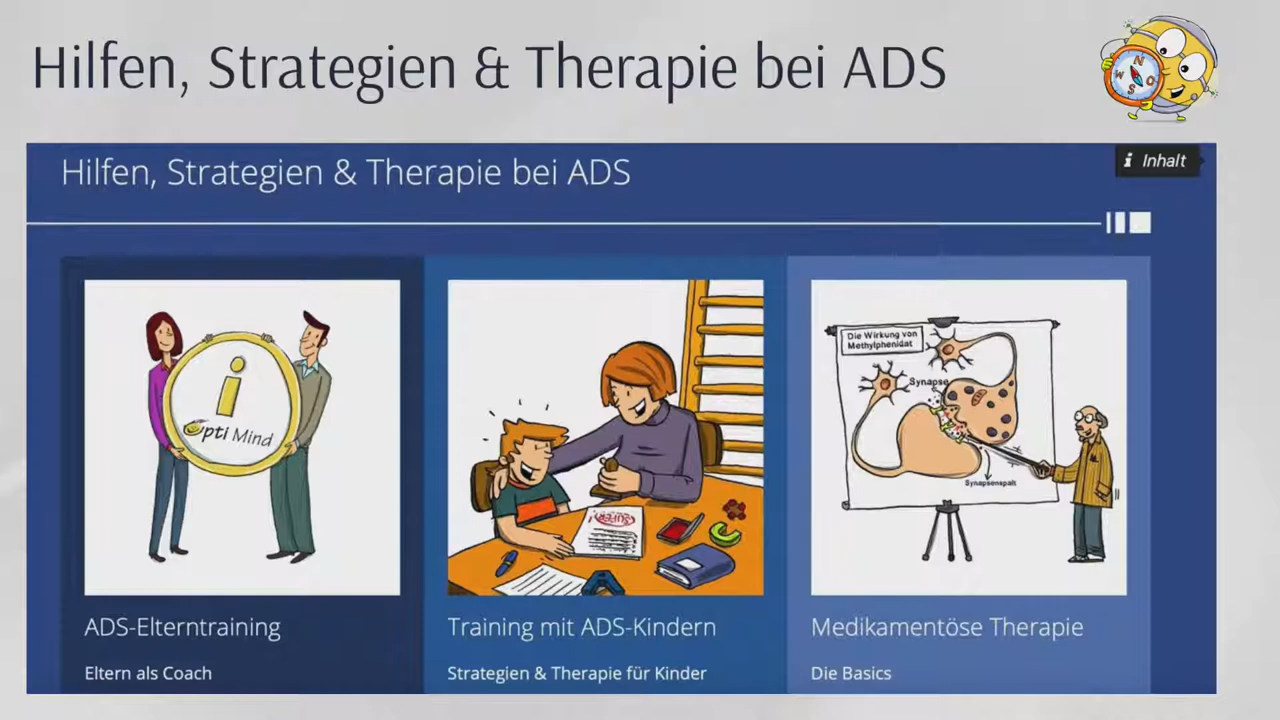 Hilfen, Strategien & Therapie bei ADS
N
W
O
S
Hilfen, Strategien & Therapie bei ADS
i Inhalt
i
Opti Mind
SUPER!
Die Wirkung von
Methylphenidat
Synapse
Synapsenspalt
ADS-Elterntraining
Eltern als Coach
Training mit ADS-Kindern
Strategien & Therapie für Kinder
Medikamentöse Therapie
Die Basics